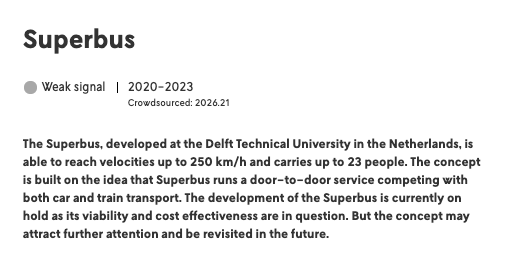 Superbus
Weak signal | 2020–2023
Crowdsourced: 2026.21
The Superbus, developed at the Delft Technical University in the Netherlands, is
able to reach velocities up to 250 km/h and carries up to 23 people. The concept
is built on the idea that Superbus runs a door–to–door service competing with
both car and train transport. The development of the Superbus is currently on
hold as its viability and cost effectiveness are in question. But the concept may
attract further attention and be revisited in the future.